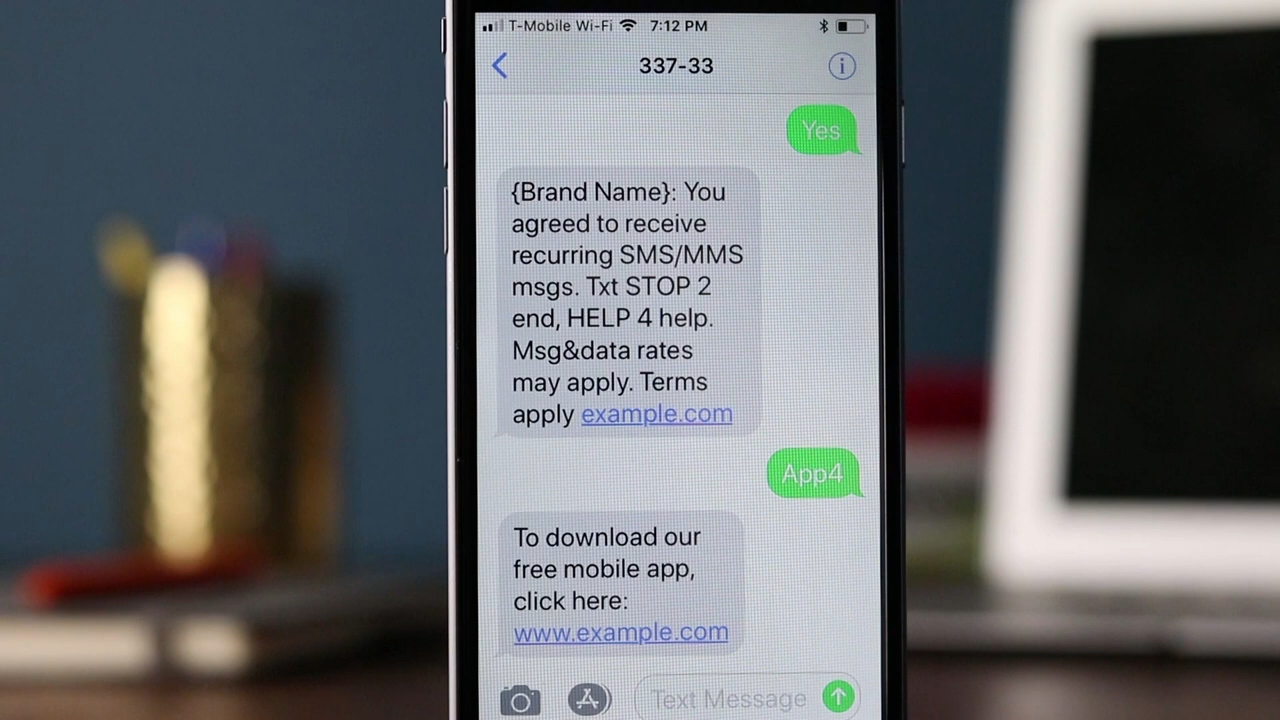 T-Mobile Wi-Fi 7:12 PM
337-33
Yes
{Brand Name}: You
agreed to receive
recurring SMS/MMS
msgs. Txt STOP 2
end, HELP 4 help.
Msg&data rates
may apply. Terms
apply example.com
App4
To download our
free mobile app,
click here:
www.example.com
Text Message